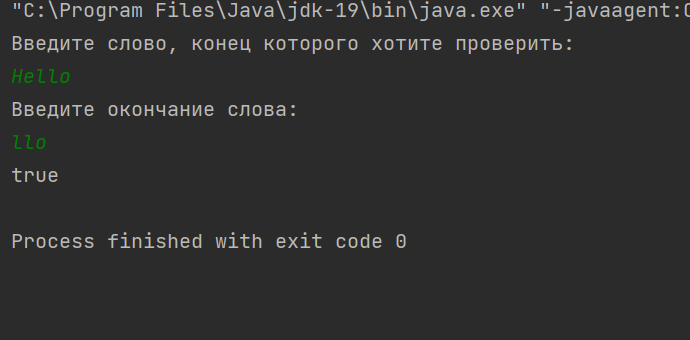 "C:\Program Files\Java\jdk-19\bin\java.exe" "-javaagent:
Введите слово, конец которого хотите проверить:
Hello
Введите окончание слова:
llo
true
Process finished with exit code 0